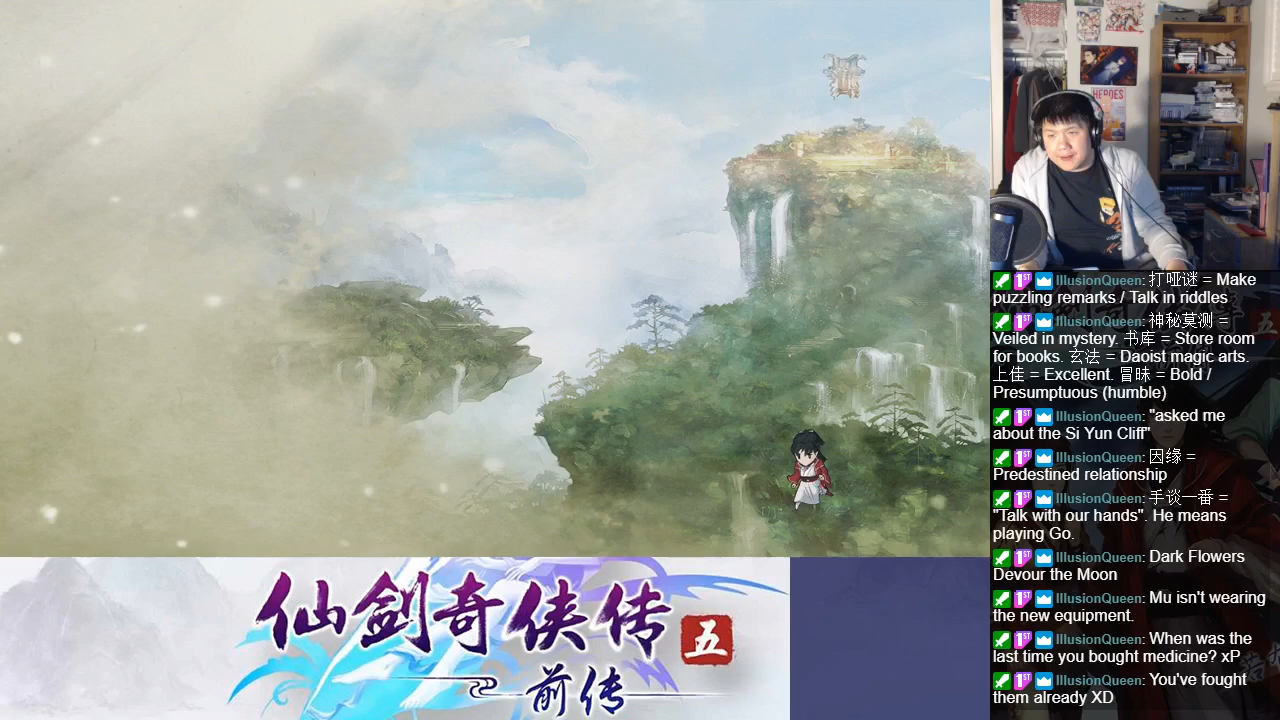 HEROES
IllusionQueen: 打哑谜 = Make
puzzling remarks / Talk in riddles
IllusionQueen: 神秘莫测 =
Veiled in mystery. 书库 = Store room
for books. 玄法 = Daoist magic arts.
上佳 = Excellent. 冒昧 = Bold /
Presumptuous (humble)
IllusionQueen: "asked me
about the Si Yun Cliff"
IllusionQueen: 因缘 =
Predestined relationship
IllusionQueen: 手谈一番 =
"Talk with our hands". He means
playing Go.
IllusionQueen: Dark Flowers
Devour the Moon
IllusionQueen: Mu isn't wearing
the new equipment.
IllusionQueen: When was the
last time you bought medicine? xP
IllusionQueen: You've fought
them already XD
仙剑奇侠传 五
前传